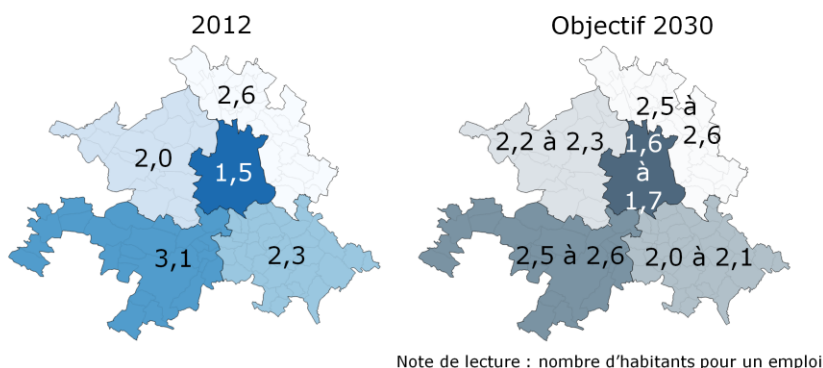 2012
2,6
2,0
1,5
3,1
2,3
Objectif 2030
2,5 à
2,6
2,2 à 2,3
1,6
à
1,7
2,5 à 2,6
2,0 à 2,1
Note de lecture : nombre d'habitants pour un emploi